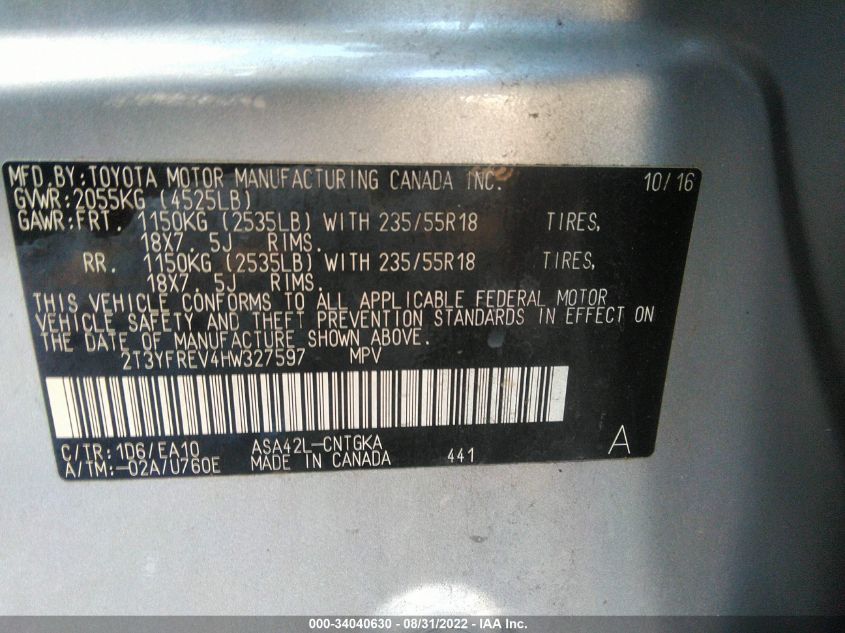 MFD. BY: TOYOTA MOTOR MANUFACTURING CANADA INC. 10/16
GVWR: 2055KG (4525LB)
GAWR: FRT. 1150KG (2535LB) WITH 235/55R18 TIRES,
18X7. 5J RIMS.
RR. 1150KG (2535LB) WITH 235/55R18 TIRES,
18X7. 5J RIMS.
THIS VEHICLE CONFORMS TO ALL APPLICABLE FEDERAL MOTOR
VEHICLE SAFETY AND THEFT PREVENTION STANDARDS IN EFFECT ON
THE DATE OF MANUFACTURE SHOWN ABOVE.
2T3YFREV4HW327597 MPV
C/TR: 1D6/EA10 ASA42L-CNTGKA A
A/TM: -02A/U760E MADE IN CANADA 441
000-34040630 - 08/31/2022 - IAA Inc.